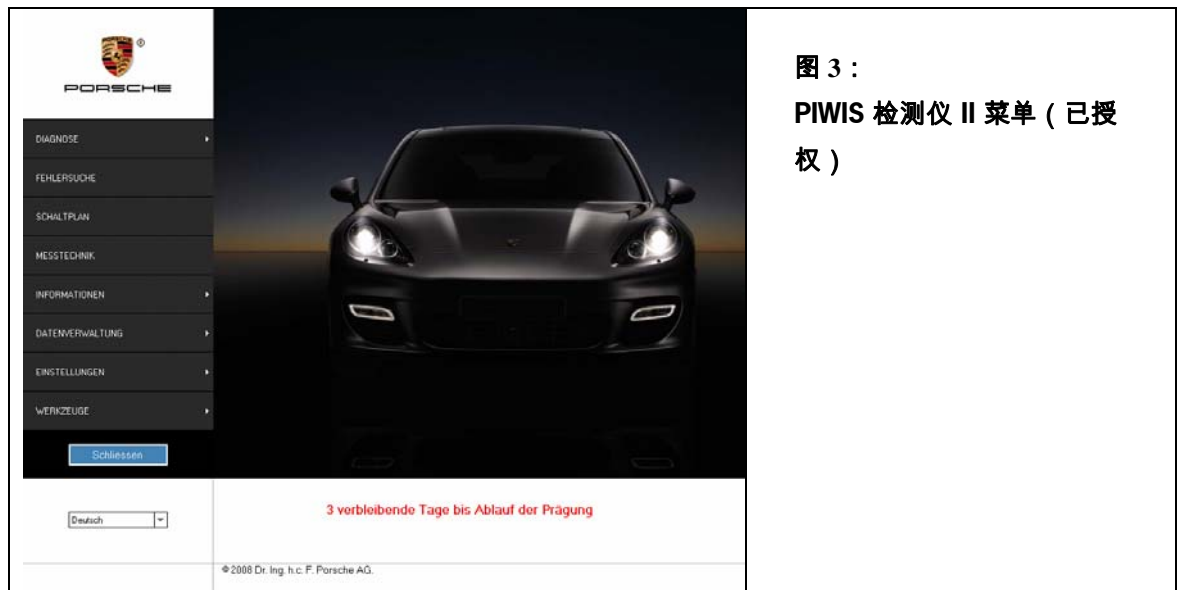 ®
PORSCHE
DIAGNOSE
FEHLERSUCHE
SCHALTPLAN
MESSTECHNIK
INFORMATIONEN
DATENVERWALTUNG
EINSTELLUNGEN
WERKZEUGE
Schliessen
Deutsch
3 verbleibende Tage bis Ablauf der Prägung
©2008 Dr. Ing. h.c. F. Porsche AG.
图 3：
PIWIS 检测仪 II 菜单（已授
权）